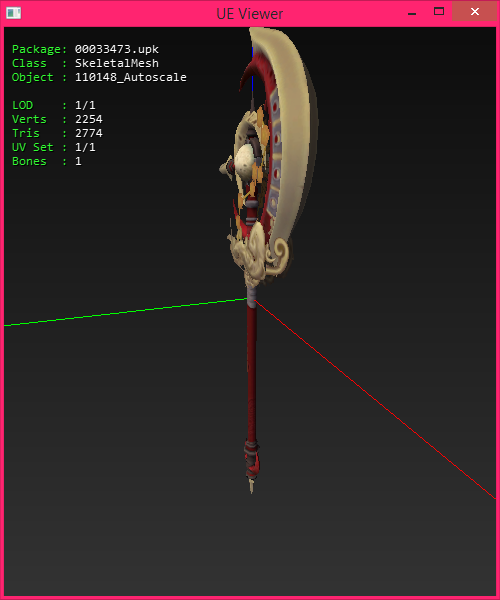 UE Viewer
Package: 00033473.upk
Class : SkeletalMesh
Object : 110148_Autoscale
LOD : 1/1
Verts : 2254
Tris : 2774
UV Set : 1/1
Bones : 1